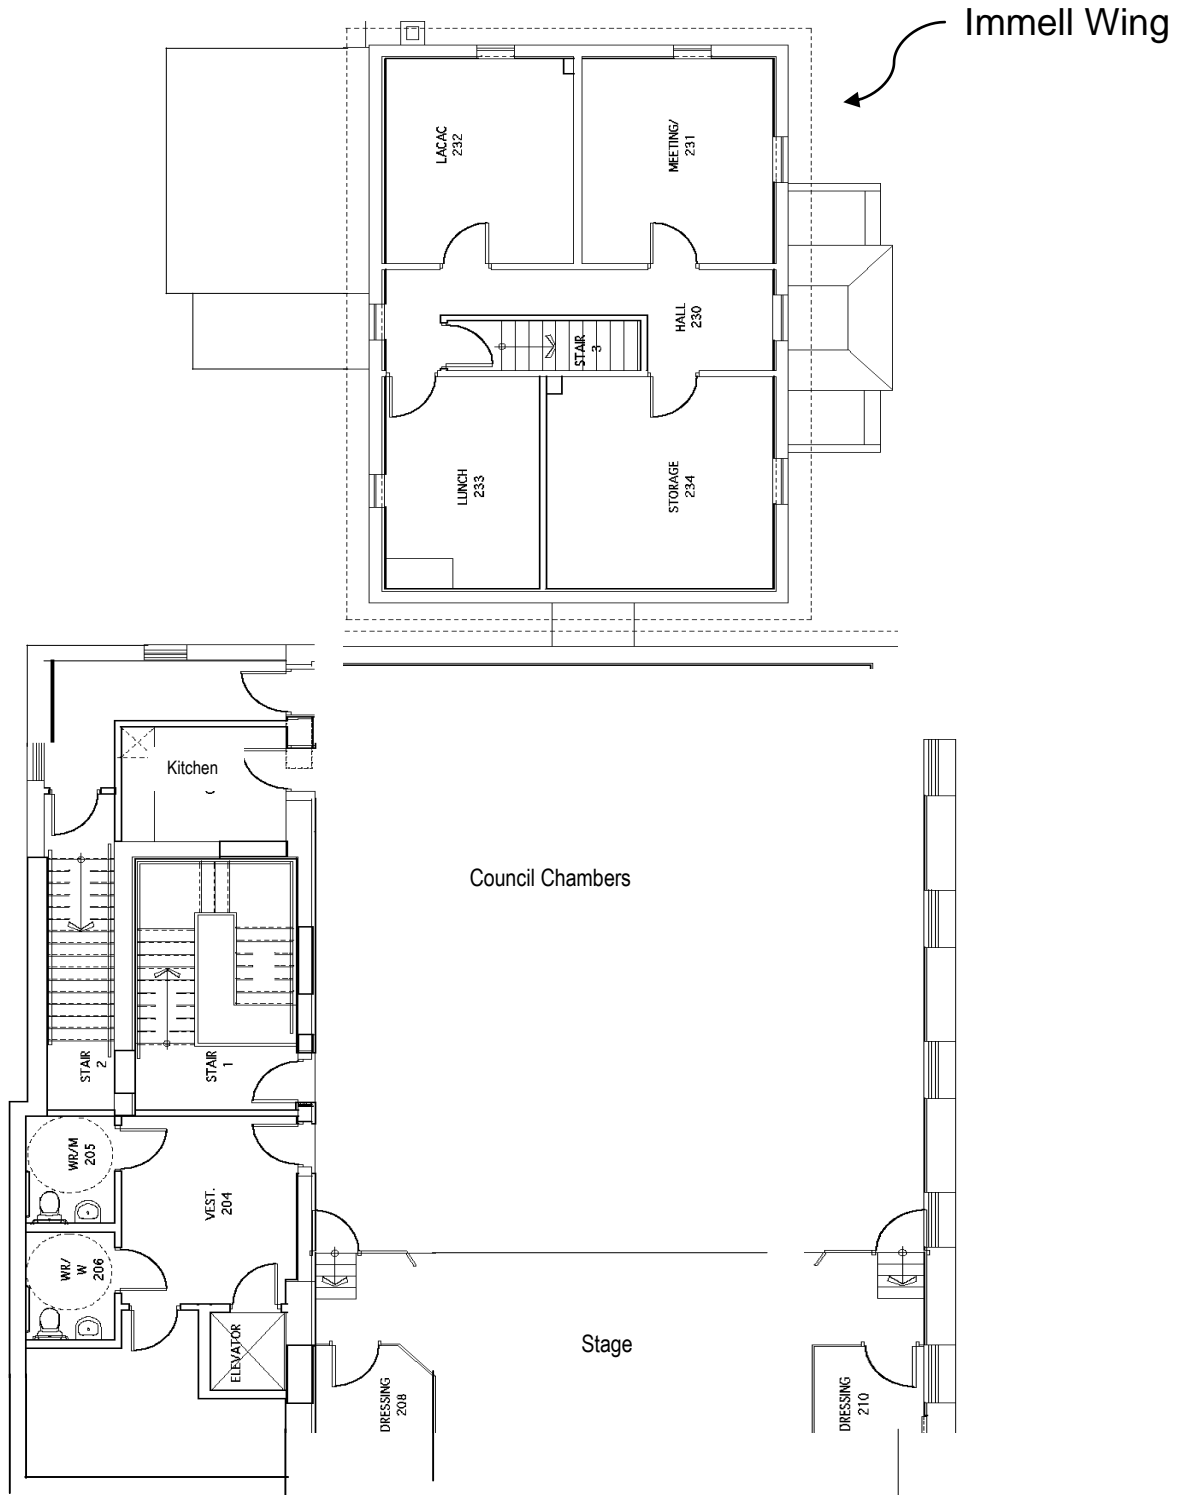 Immell Wing
LACAC
232
MEETING/
231
HALL
230
STAIR
3
LUNCH
233
STORAGE
234
Kitchen
Council Chambers
STAIR
2
STAIR
1
WR/M
205
VEST.
204
WR/
W
206
ELEVATOR
Stage
DRESSING
208
DRESSING
210